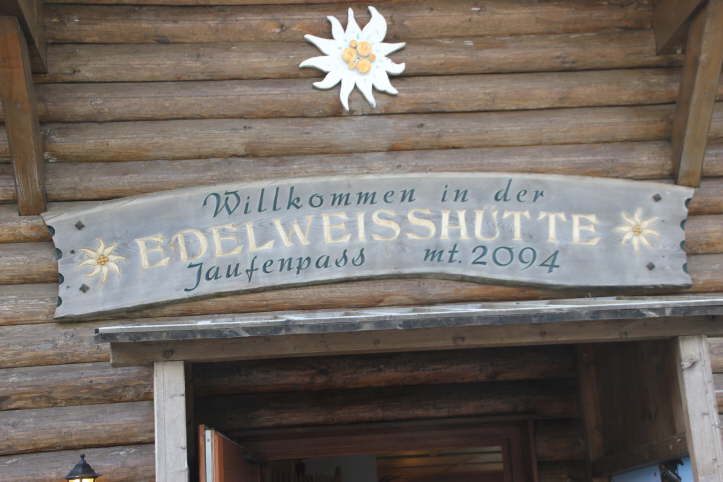 Willkommen in der
EDELWEISSHÜTTE
Jaufenpass mt. 2094